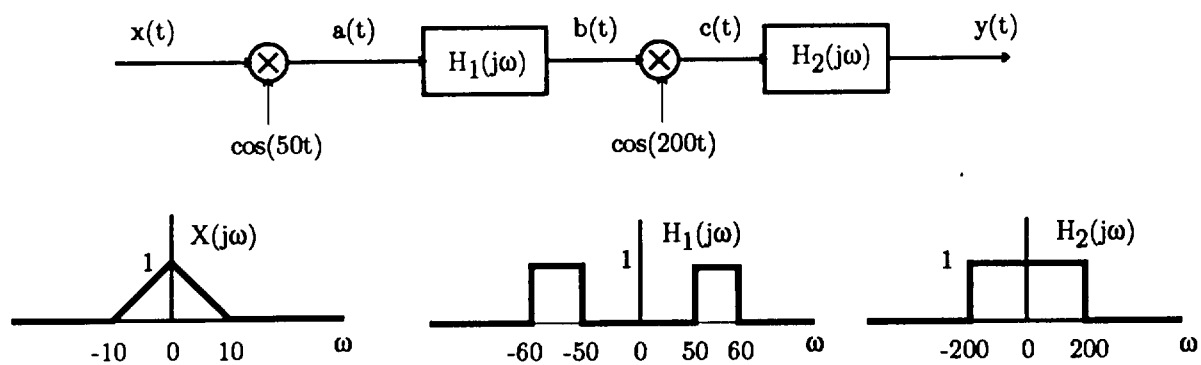 x(t) a(t) b(t) c(t) y(t)
H₁(jω) H₂(jω)
cos(50t) cos(200t)
X(jω) H₁(jω) H₂(jω)
1 1 1
-10 0 10 ω -60 -50 0 50 60 ω -200 0 200 ω